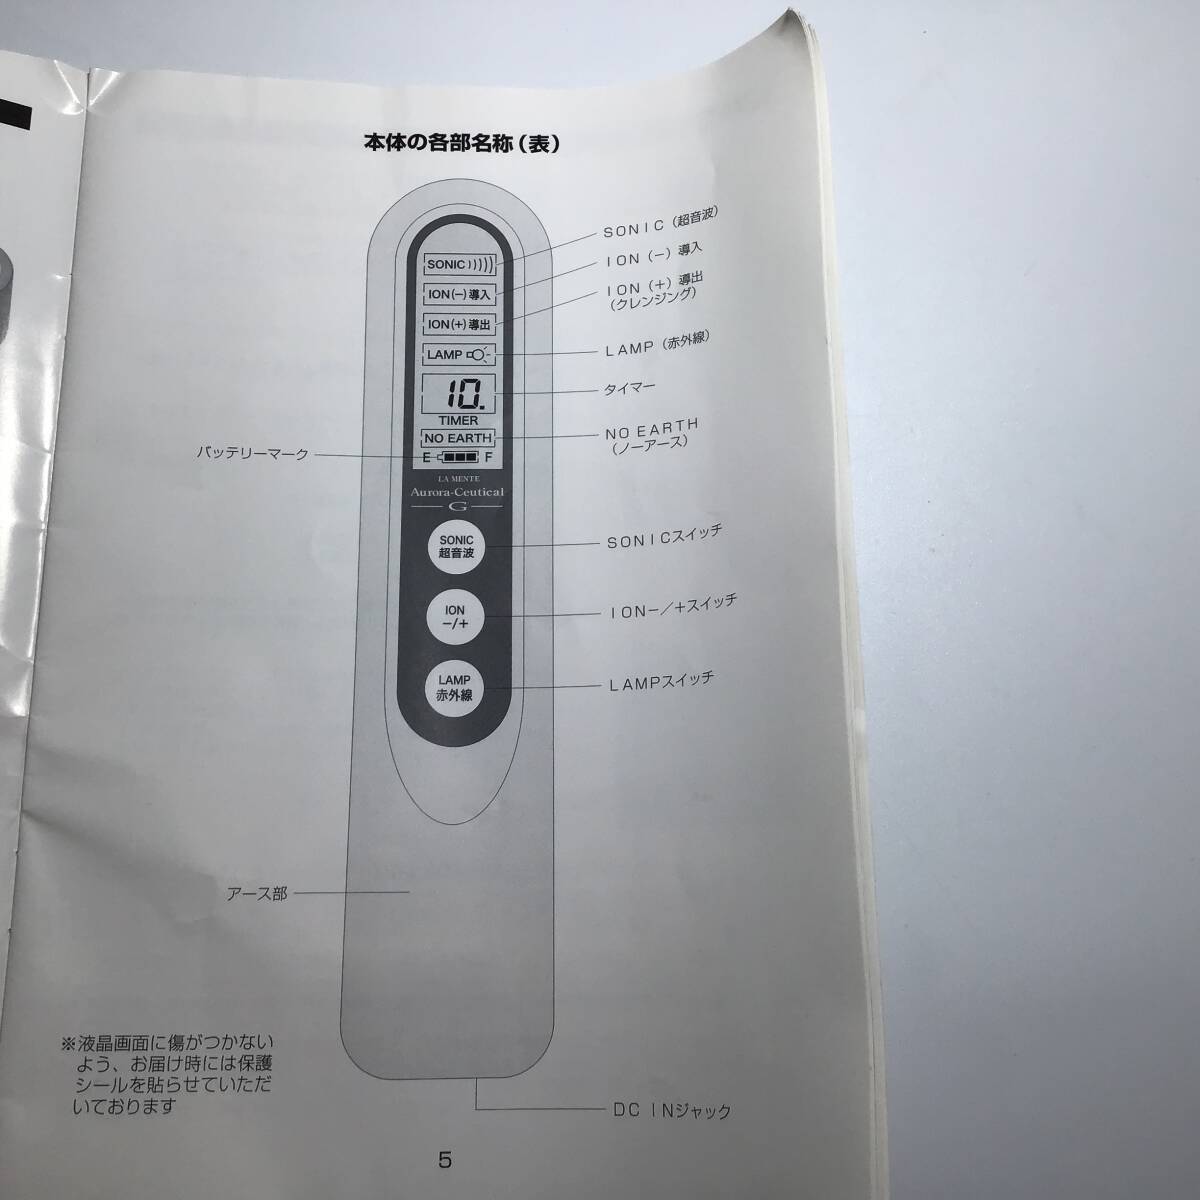 本体の各部名称（表）
SONIC
ION(−)導入
ION(+)導出
LAMP
10.
TIMER
NO EARTH
E F
LA MENTE
Aurora-Ceutical
G
SONIC
超音波
ION
−/+
LAMP
赤外線
SONIC（超音波）
ION（−）導入
ION（+）導出
（クレンジング）
LAMP（赤外線）
タイマー
NO EARTH
（ノーアース）
バッテリーマーク
SONICスイッチ
ION−／+スイッチ
LAMPスイッチ
アース部
DC INジャック
※液晶画面に傷がつかない
よう、お届け時には保護
シールを貼らせていただ
いております
5